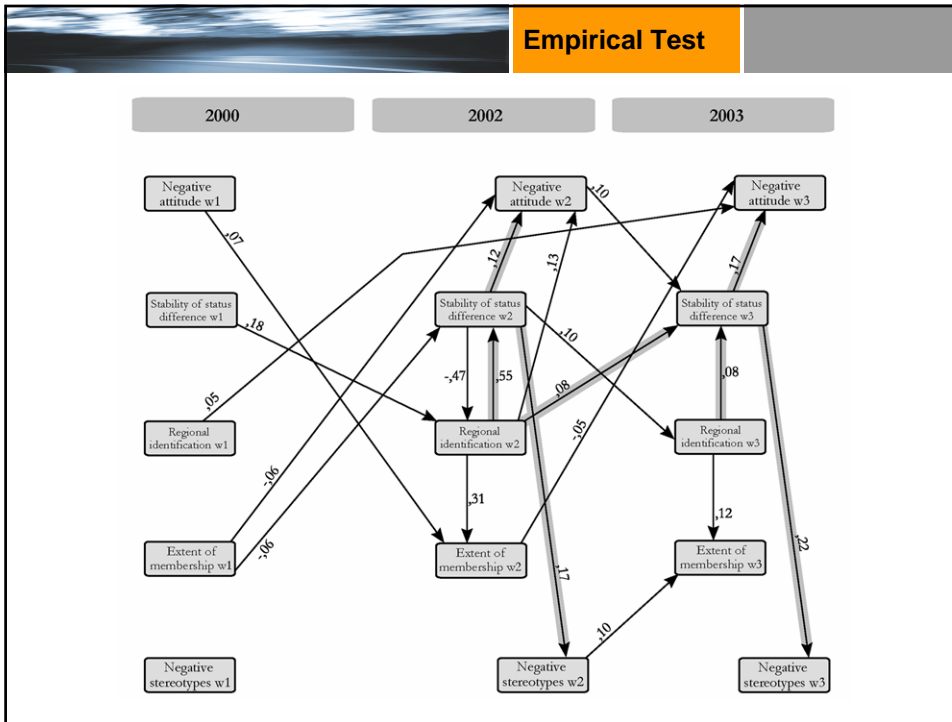 Empirical Test
2000
2002
2003
Negative
attitude w1
Negative
attitude w2
Negative
attitude w3
,10
,07
,12
,13
,17
Stability of status
difference w1
Stability of status
difference w2
Stability of status
difference w3
,18
,10
-,47
,55
,08
,08
,05
Regional
identification w1
Regional
identification w2
Regional
identification w3
-,05
-,06
,31
,12
-,06
,22
Extent of
membership w1
Extent of
membership w2
Extent of
membership w3
,17
,10
Negative
stereotypes w1
Negative
stereotypes w2
Negative
stereotypes w3